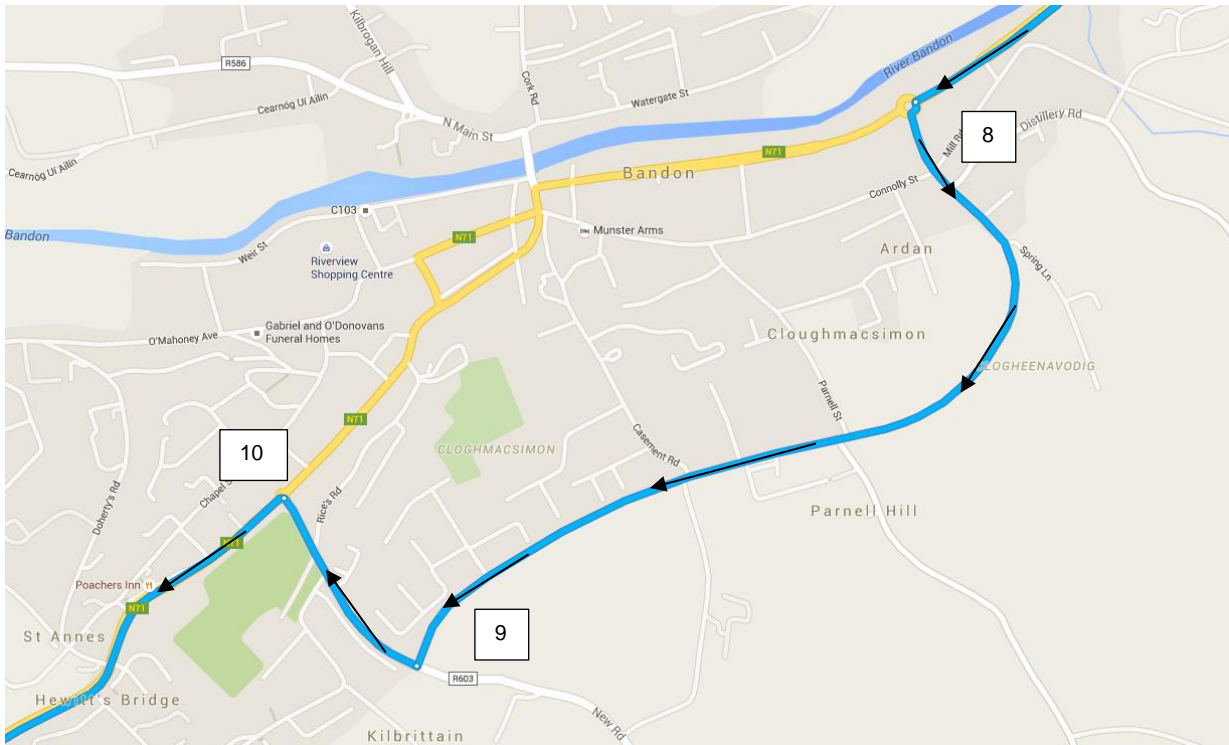 Kilbrogan Hill
R586
Cearnóg Uí Ailín
Cearnóg Uí Ailín
N Main St
Cork Rd
Watergate St
River Bandon
Mill Rd
Distillery Rd
8
N71
Bandon
Connolly St
C103
Bandon
Weir St
N71
Munster Arms
Riverview
Shopping Centre
Ardan
Spring Ln
Gabriel and O'Donovans
Funeral Homes
O'Mahoney Ave
Cloughmacsimon
LOGHEENAVODIG
Parnell St
N71
CLOGHMACSIMON
Casement Rd
10
Chapel S
Rice's Rd
Doherty's Rd
Parnell Hill
N71
Poachers Inn
N71
St Annes
9
R603
Hewitt's Bridge
New Rd
Kilbrittain